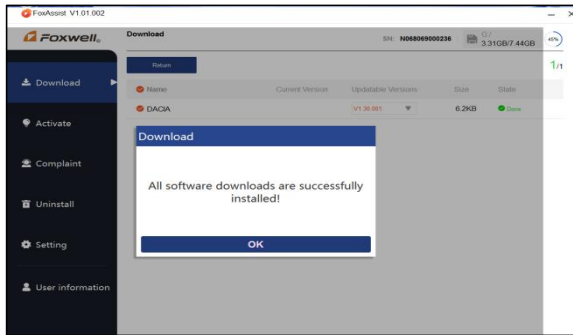 FoxAssist V1.01.002
FOXWELL
Download
SN: N068069000236
G:/
3.31GB/7.44GB
45%
Return
1/1
Download
Name
Current Version
Updatable Versions
Size
State
DACIA
V1.36.001
6.2KB
Done
Activate
Download
Complaint
All software downloads are successfully
installed!
Uninstall
OK
Setting
User information